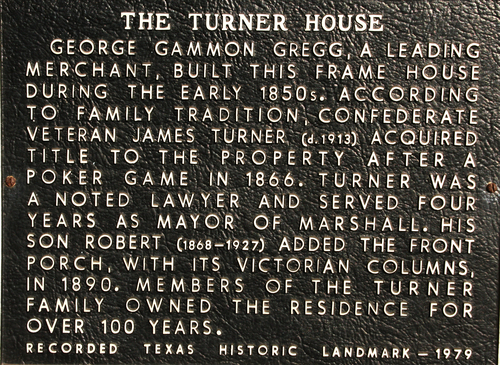 THE TURNER HOUSE
GEORGE GAMMON GREGG, A LEADING
MERCHANT, BUILT THIS FRAME HOUSE
DURING THE EARLY 1850s. ACCORDING
TO FAMILY TRADITION, CONFEDERATE
VETERAN JAMES TURNER (d.1913) ACQUIRED
TITLE TO THE PROPERTY AFTER A
POKER GAME IN 1866. TURNER WAS
A NOTED LAWYER AND SERVED FOUR
YEARS AS MAYOR OF MARSHALL. HIS
SON ROBERT (1868-1927) ADDED THE FRONT
PORCH, WITH ITS VICTORIAN COLUMNS,
IN 1890. MEMBERS OF THE TURNER
FAMILY OWNED THE RESIDENCE FOR
OVER 100 YEARS.
RECORDED TEXAS HISTORIC LANDMARK - 1979